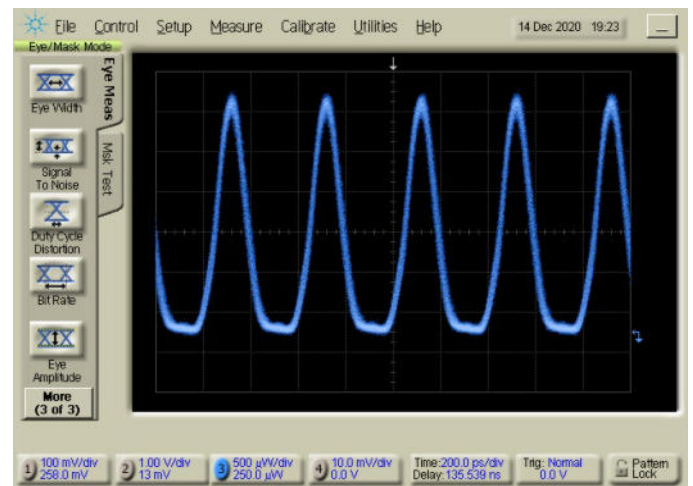 File Control Setup Measure Calibrate Utilities Help 14 Dec 2020 19:23
Eye/Mask Mode
Eye Meas
Msk Test
Eye Width
Signal
To Noise
Duty Cycle
Distortion
Bit Rate
Eye
Amplitude
More
(3 of 3)
1) 100 mV/div
258.0 mV
2) 1.00 V/div
13 mV
3) 500 µW/div
250.0 µW
4) 10.0 mV/div
0.0 V
Time:200.0 ps/div
Delay:135.539 ns
Trig: Normal
0.0 V
Pattern
Lock